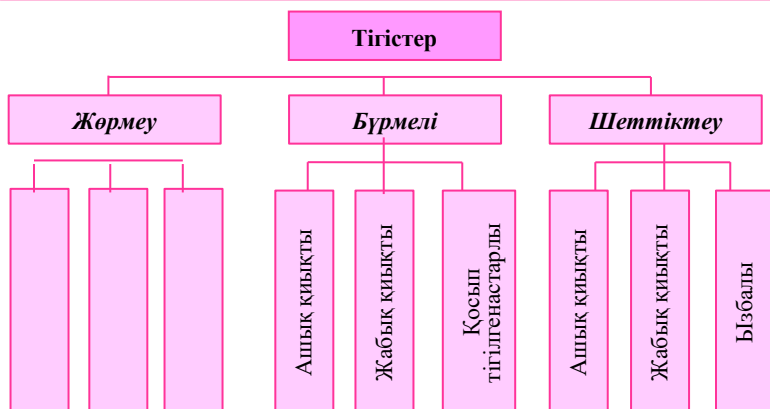 Тігістер
Жөрмеу
Бүрмелі
Шеттіктеу
Ашық қиықты
Жабық қиықты
Қосып
тігілгенастарлы
Ашық қиықты
Жабық қиықты
Ызбалы